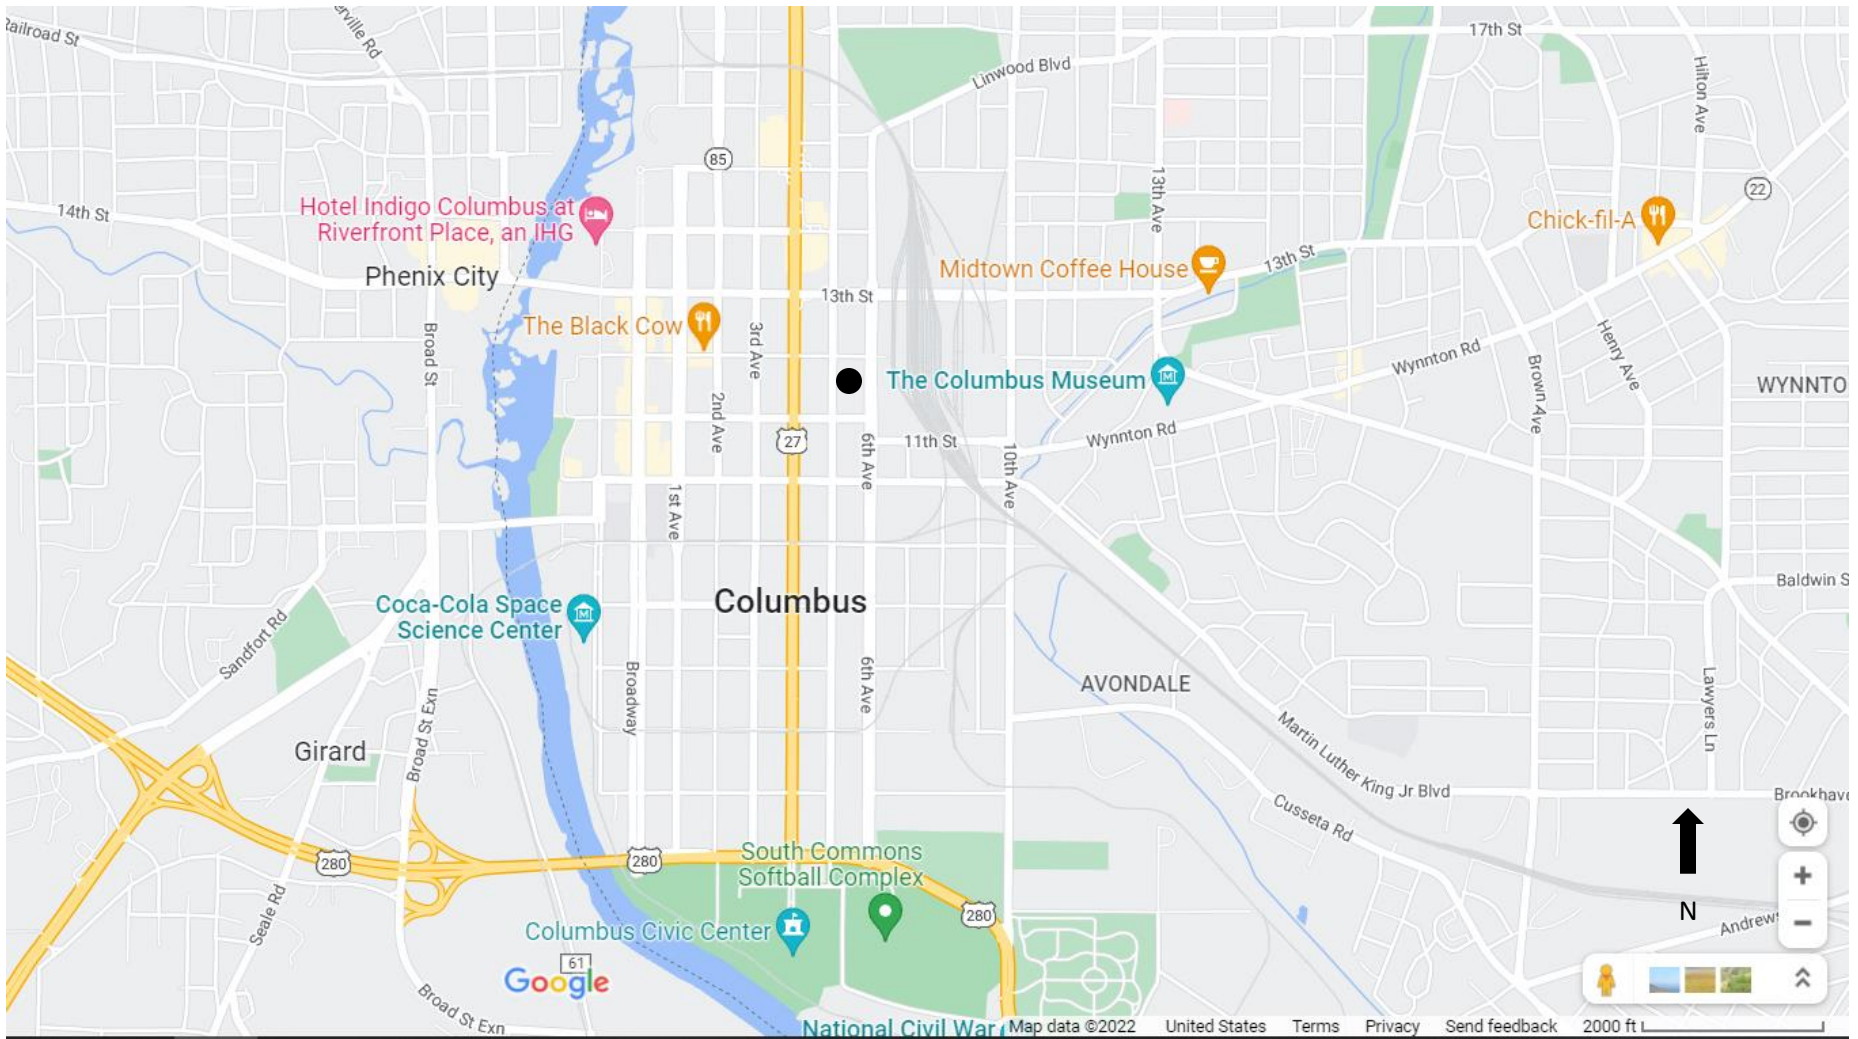 Railroad St
erville Rd
Linwood Blvd
17th St
Hilton Ave
85
22
14th St
Hotel Indigo Columbus at
Riverfront Place, an IHG
13th Ave
Chick-fil-A
Phenix City
Midtown Coffee House
13th St
13th St
The Black Cow
Broad St
3rd Ave
The Columbus Museum
Wynnton Rd
Henry Ave
Brown Ave
WYNNTO
2nd Ave
27
6th Ave
11th St
10th Ave
Wynnton Rd
1st Ave
Columbus
Baldwin S
Coca-Cola Space
Science Center
Sandfort Rd
Broadway
6th Ave
AVONDALE
Lawyers Ln
Girard
Broad St Exn
Martin Luther King Jr Blvd
Cusseta Rd
Brookhave
280
280
South Commons
Softball Complex
280
Seale Rd
Columbus Civic Center
N
Andrews
61
Google
Broad St Exn
National Civil War
Map data ©2022 United States Terms Privacy Send feedback 2000 ft